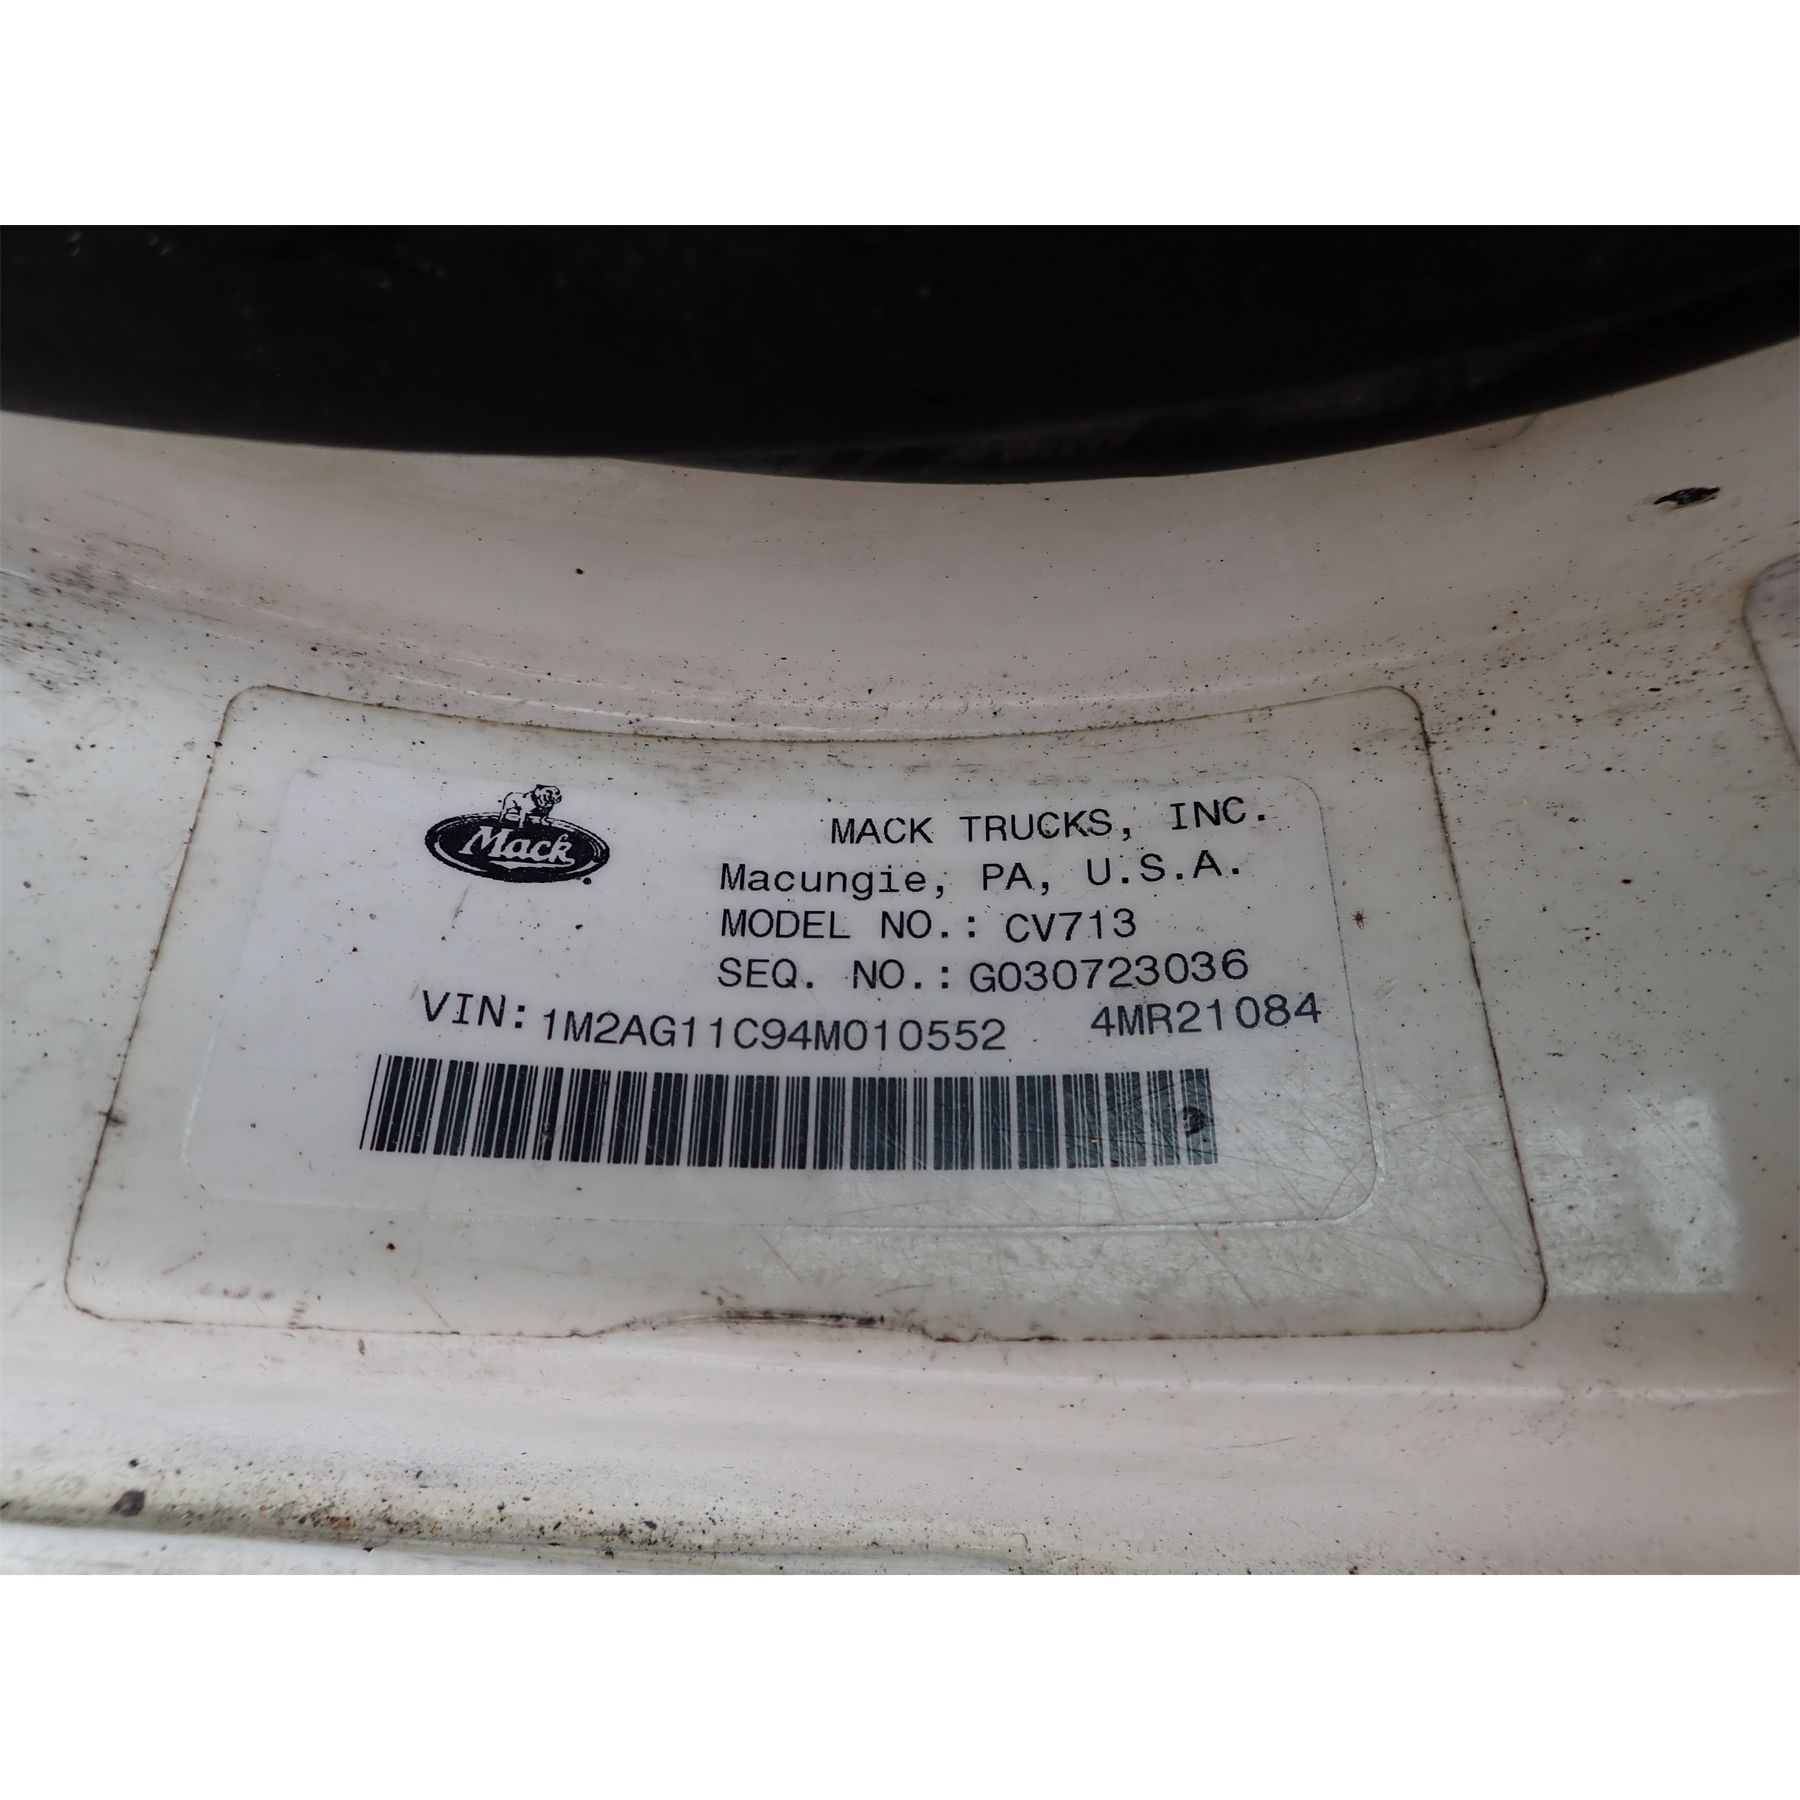 Mack
MACK TRUCKS, INC.
Macungie, PA, U.S.A.
MODEL NO.: CV713
SEQ. NO.: G030723036
VIN: 1M2AG11C94M010552 4MR21084